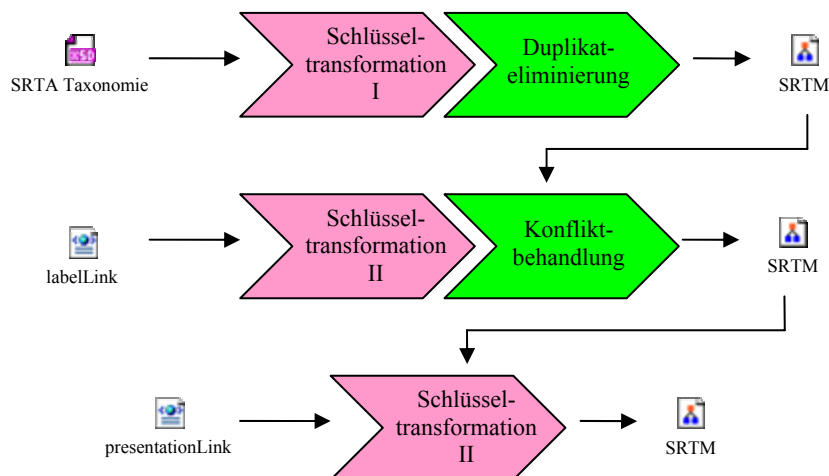 Schlüssel-
transformation
I
Duplikat-
eliminierung
XSD
SRTA Taxonomie
SRTM
Schlüssel-
transformation
II
Konflikt-
behandlung
labelLink
SRTM
Schlüssel-
transformation
II
presentationLink
SRTM